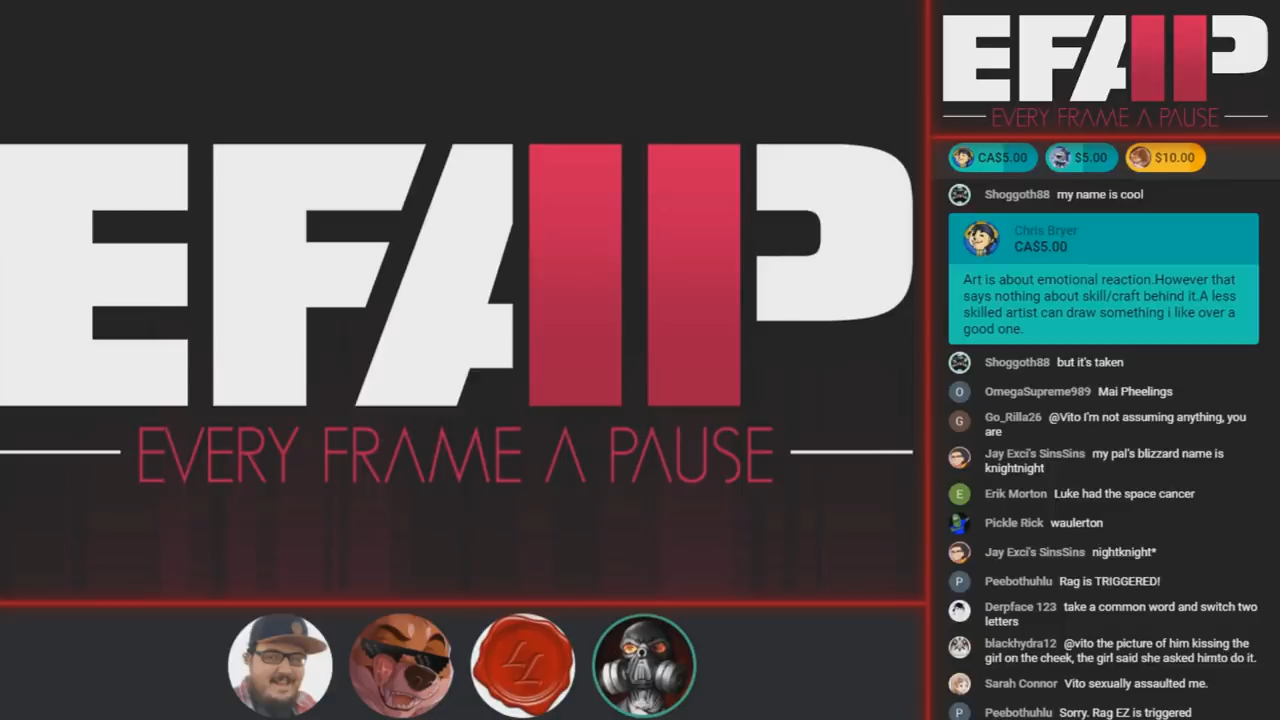 EFAP
EVERY FRAME A PAUSE
EFAP
EVERY FRAME A PAUSE
CA$5.00 $5.00 $10.00
Shoggoth88 my name is cool
Chris Bryer
CA$5.00
Art is about emotional reaction.However that
says nothing about skill/craft behind it.A less
skilled artist can draw something i like over a
good one.
Shoggoth88 but it's taken
O OmegaSupreme989 Mai Pheelings
G Go_Rilla26 @Vito I'm not assuming anything, you
are
Jay Exci's SinsSins my pal's blizzard name is
knightnight
E Erik Morton Luke had the space cancer
Pickle Rick waulerton
Jay Exci's SinsSins nightknight*
P Peebothuhlu Rag is TRIGGERED!
Derpface 123 take a common word and switch two
letters
blackhydra12 @vito the picture of him kissing the
girl on the cheek, the girl said she asked himto do it.
Sarah Connor Vito sexually assaulted me.
P Peebothuhlu Sorry. Rag EZ is triggered
LL